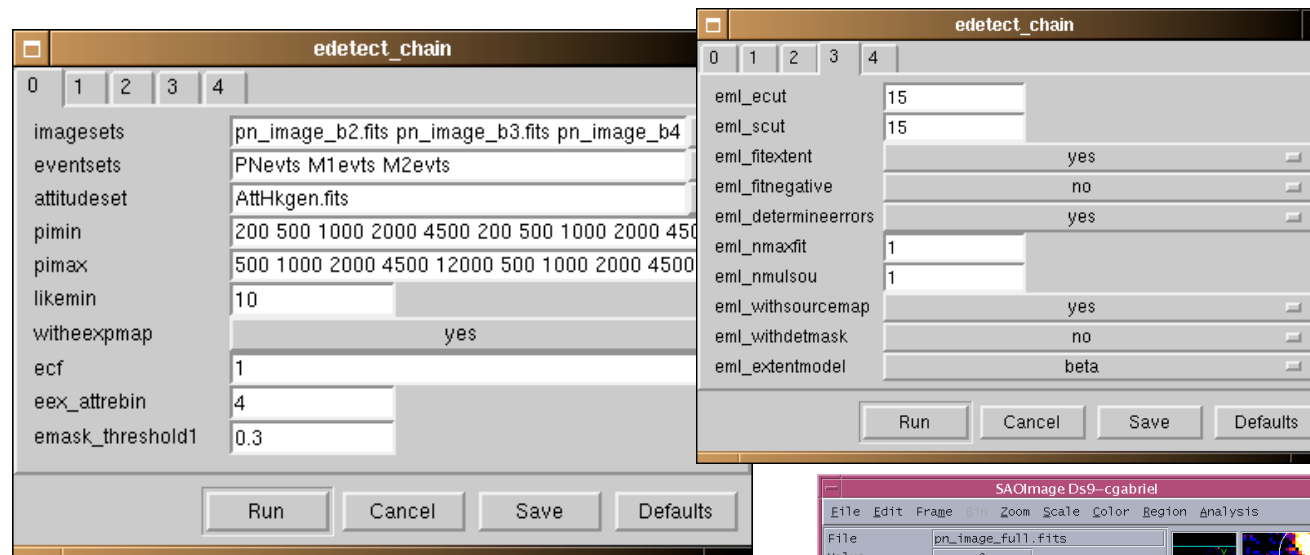 edetect_chain
0 1 2 3 4
imagesets pn_image_b2.fits pn_image_b3.fits pn_image_b4
eventsets PNevts M1evts M2evts
attitudeset AttHkgen.fits
pimin 200 500 1000 2000 4500 200 500 1000 2000 450
pimax 500 1000 2000 4500 12000 500 1000 2000 4500
likemin 10
witheexpmap yes
ecf 1
eex_attrebin 4
emask_threshold1 0.3
Run Cancel Save Defaults
edetect_chain
0 1 2 3 4
eml_ecut 15
eml_scut 15
eml_fitextent yes
eml_fitnegative no
eml_determineerrors yes
eml_nmaxfit 1
eml_nmulsou 1
eml_withsourcemap yes
eml_withdetmask no
eml_extentmodel beta
Run Cancel Save Defaults
SAOImage Ds9-cgabriel
File Edit Frame Bin Zoom Scale Color Region Analysis
File pn_image_full.fits